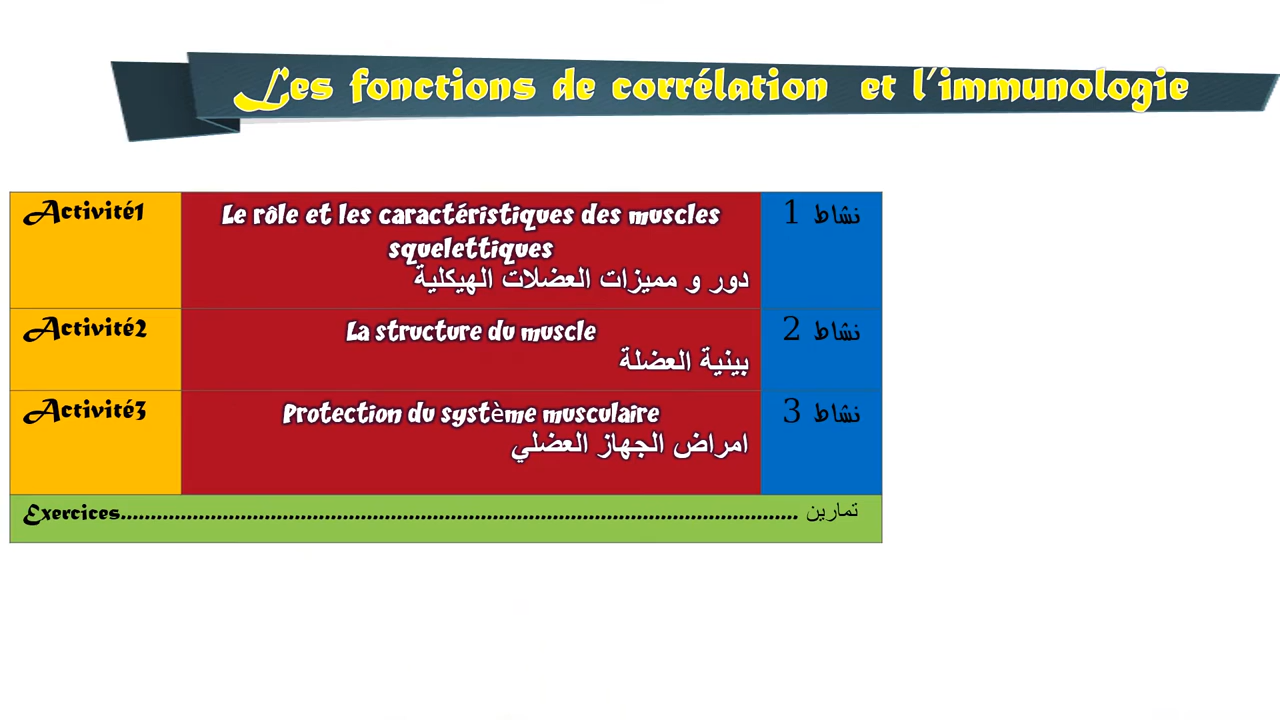 Les fonctions de corrélation et l'immunologie
Activité1
Le rôle et les caractéristiques des muscles
squelettiques
دور و مميزات العضلات الهيكلية
نشاط 1
Activité2
La structure du muscle
بينية العضلة
نشاط 2
Activité3
Protection du système musculaire
امراض الجهاز العضلي
نشاط 3
Exercices.................................................................................................................. تمارين